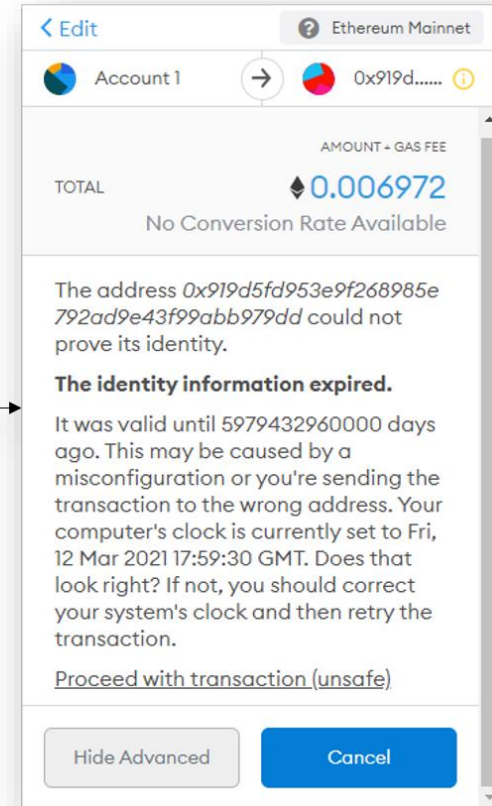 Edit
Ethereum Mainnet
Account 1
0x919d......
AMOUNT + GAS FEE
TOTAL
0.006972
No Conversion Rate Available
The address 0x919d5fd953e9f268985e
792ad9e43f99abb979dd could not
prove its identity.
The identity information expired.
It was valid until 5979432960000 days
ago. This may be caused by a
misconfiguration or you're sending the
transaction to the wrong address. Your
computer's clock is currently set to Fri,
12 Mar 2021 17:59:30 GMT. Does that
look right? If not, you should correct
your system's clock and then retry the
transaction.
Proceed with transaction (unsafe)
Hide Advanced
Cancel